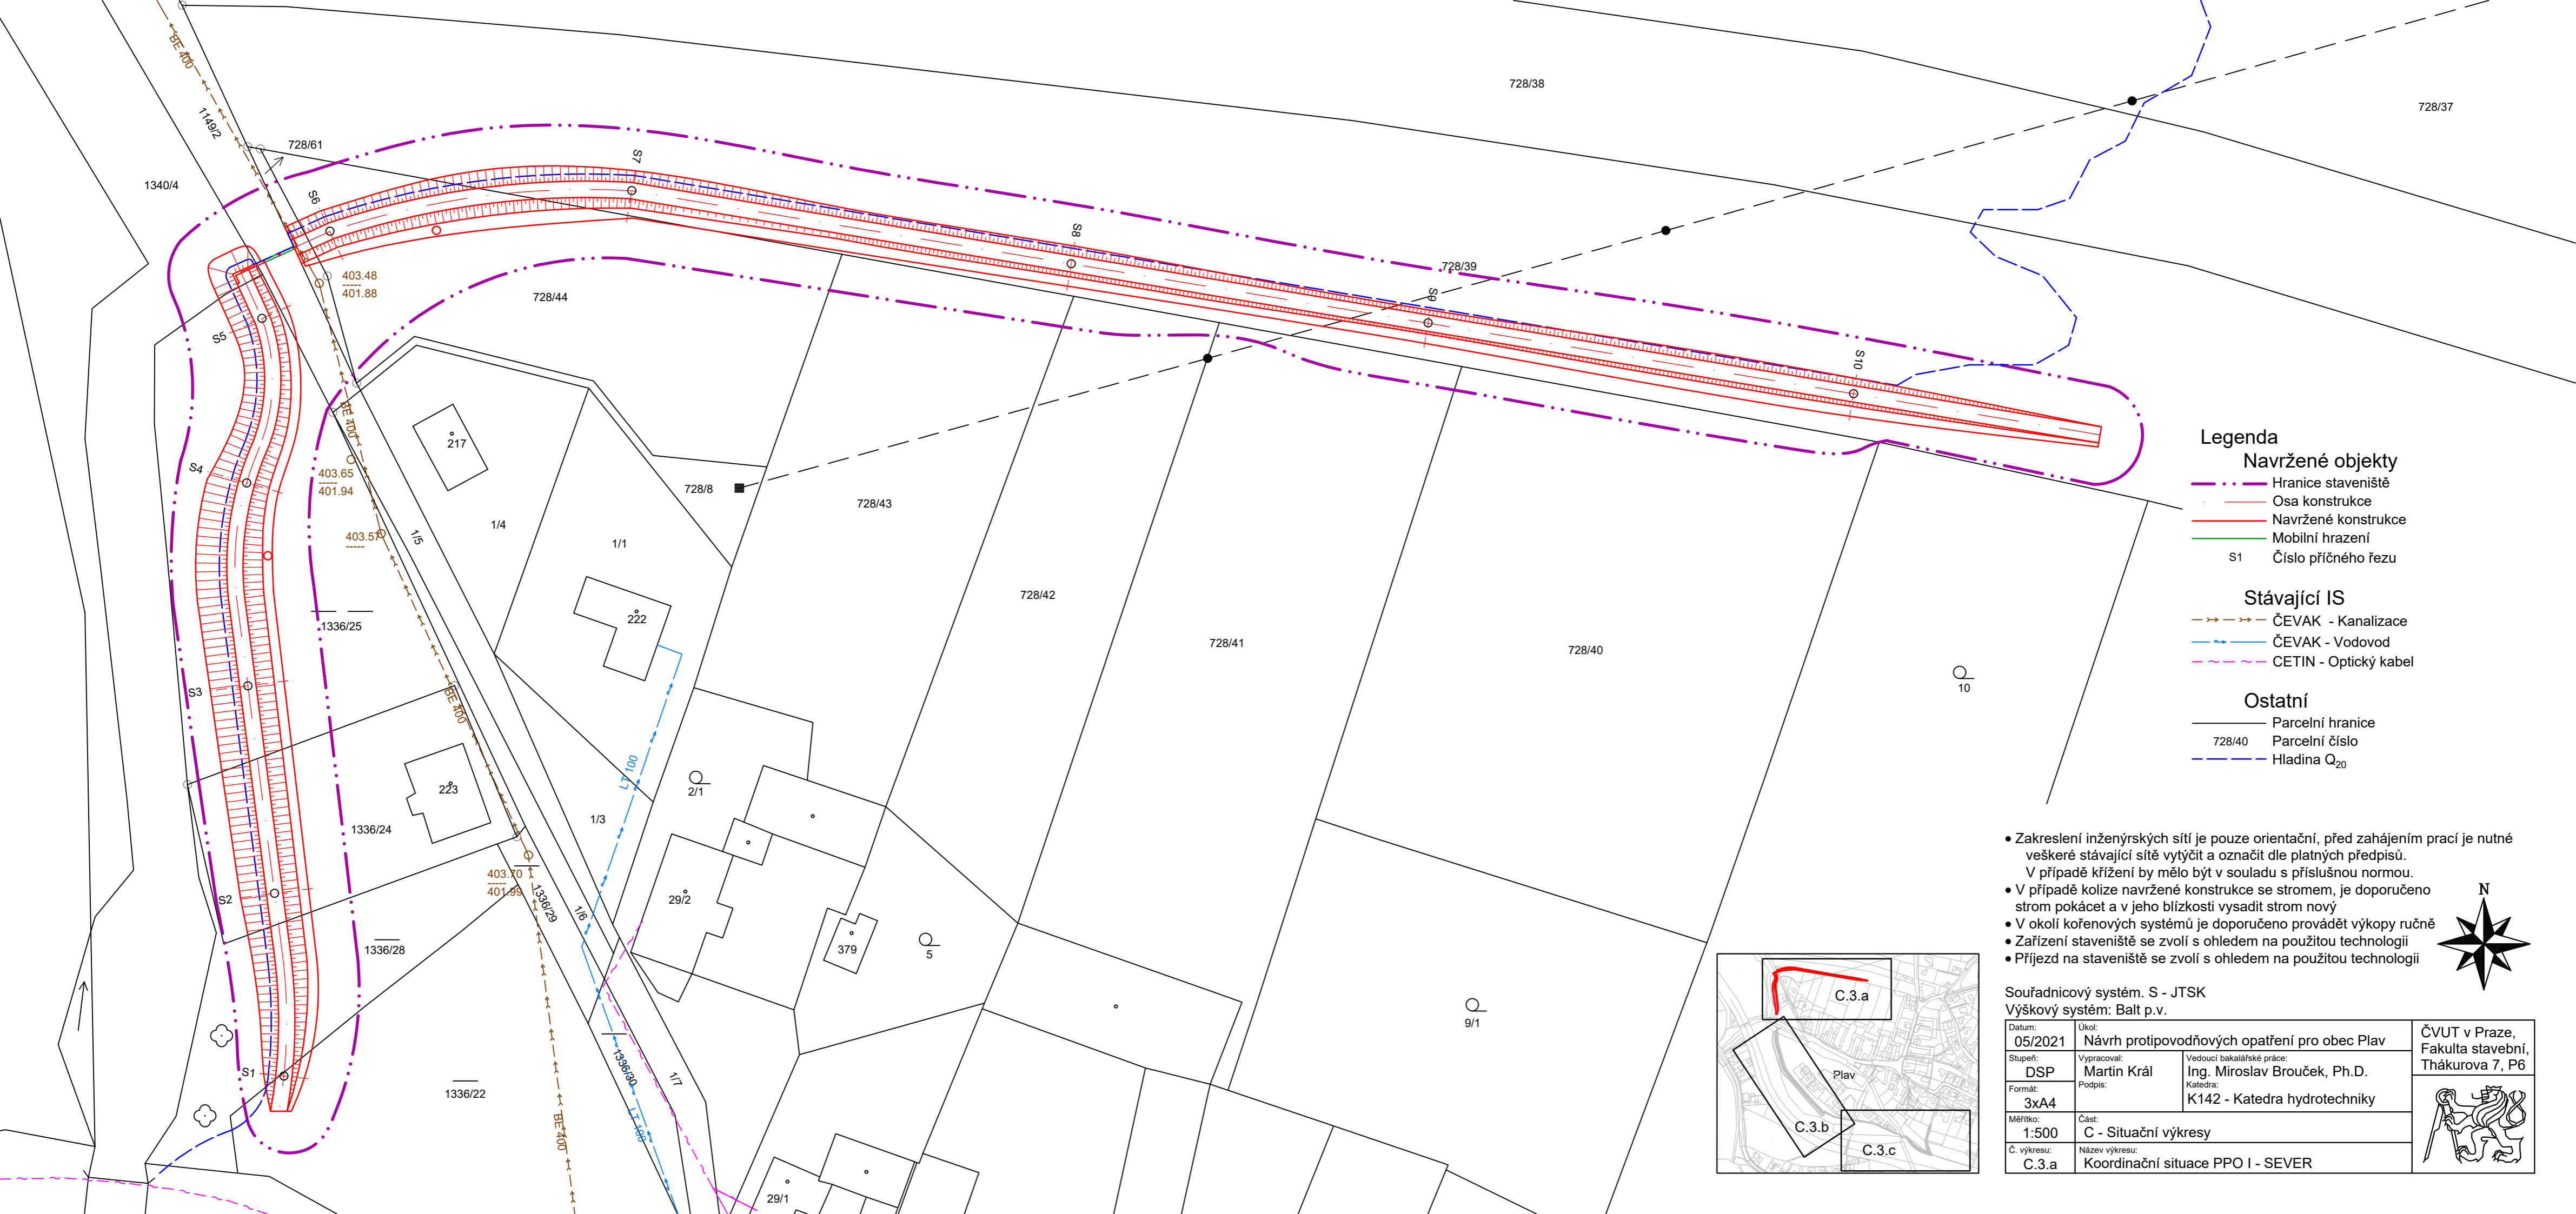 BE 400
1149/2
728/61
1340/4
S6
S7
728/38
728/37
S8
728/39
S9
S10
403.48
-----
401.88
728/44
S5
BE 400
217
S4
403.65
-----
401.94
403.57
-----
1/5
1/4
1/1
728/8
728/43
728/42
728/41
728/40
222
1336/25
S3
BE 400
223
1336/24
LT 100
2/1
1/3
10
S2
403.70
-----
401.99
1336/29
1/6
29/2
379
5
1336/28
9/1
S1
1336/22
1336/30
1/7
BE 400
LT 100
29/1
Legenda
Navržené objekty
Hranice staveniště
Osa konstrukce
Navržené konstrukce
Mobilní hrazení
S1 Číslo příčného řezu
Stávající IS
ČEVAK - Kanalizace
ČEVAK - Vodovod
CETIN - Optický kabel
Ostatní
Parcelní hranice
728/40 Parcelní číslo
Hladina Q20
• Zakreslení inženýrských sítí je pouze orientační, před zahájením prací je nutné
veškeré stávající sítě vytýčit a označit dle platných předpisů.
V případě křížení by mělo být v souladu s příslušnou normou.
• V případě kolize navržené konstrukce se stromem, je doporučeno
strom pokácet a v jeho blízkosti vysadit strom nový
• V okolí kořenových systémů je doporučeno provádět výkopy ručně
• Zařízení staveniště se zvolí s ohledem na použitou technologii
• Příjezd na staveniště se zvolí s ohledem na použitou technologii
N
C.3.a
Plav
C.3.b
C.3.c
Souřadnicový systém. S - JTSK
Výškový systém: Balt p.v.
Datum:
05/2021
Úkol:
Návrh protipovodňových opatření pro obec Plav
Stupeň:
DSP
Vypracoval:
Martin Král
Podpis:
Vedoucí bakalářské práce:
Ing. Miroslav Brouček, Ph.D.
Katedra:
K142 - Katedra hydrotechniky
Formát:
3xA4
Měřítko:
1:500
Část:
C - Situační výkresy
Č. výkresu:
C.3.a
Název výkresu:
Koordinační situace PPO I - SEVER
ČVUT v Praze,
Fakulta stavební,
Thákurova 7, P6